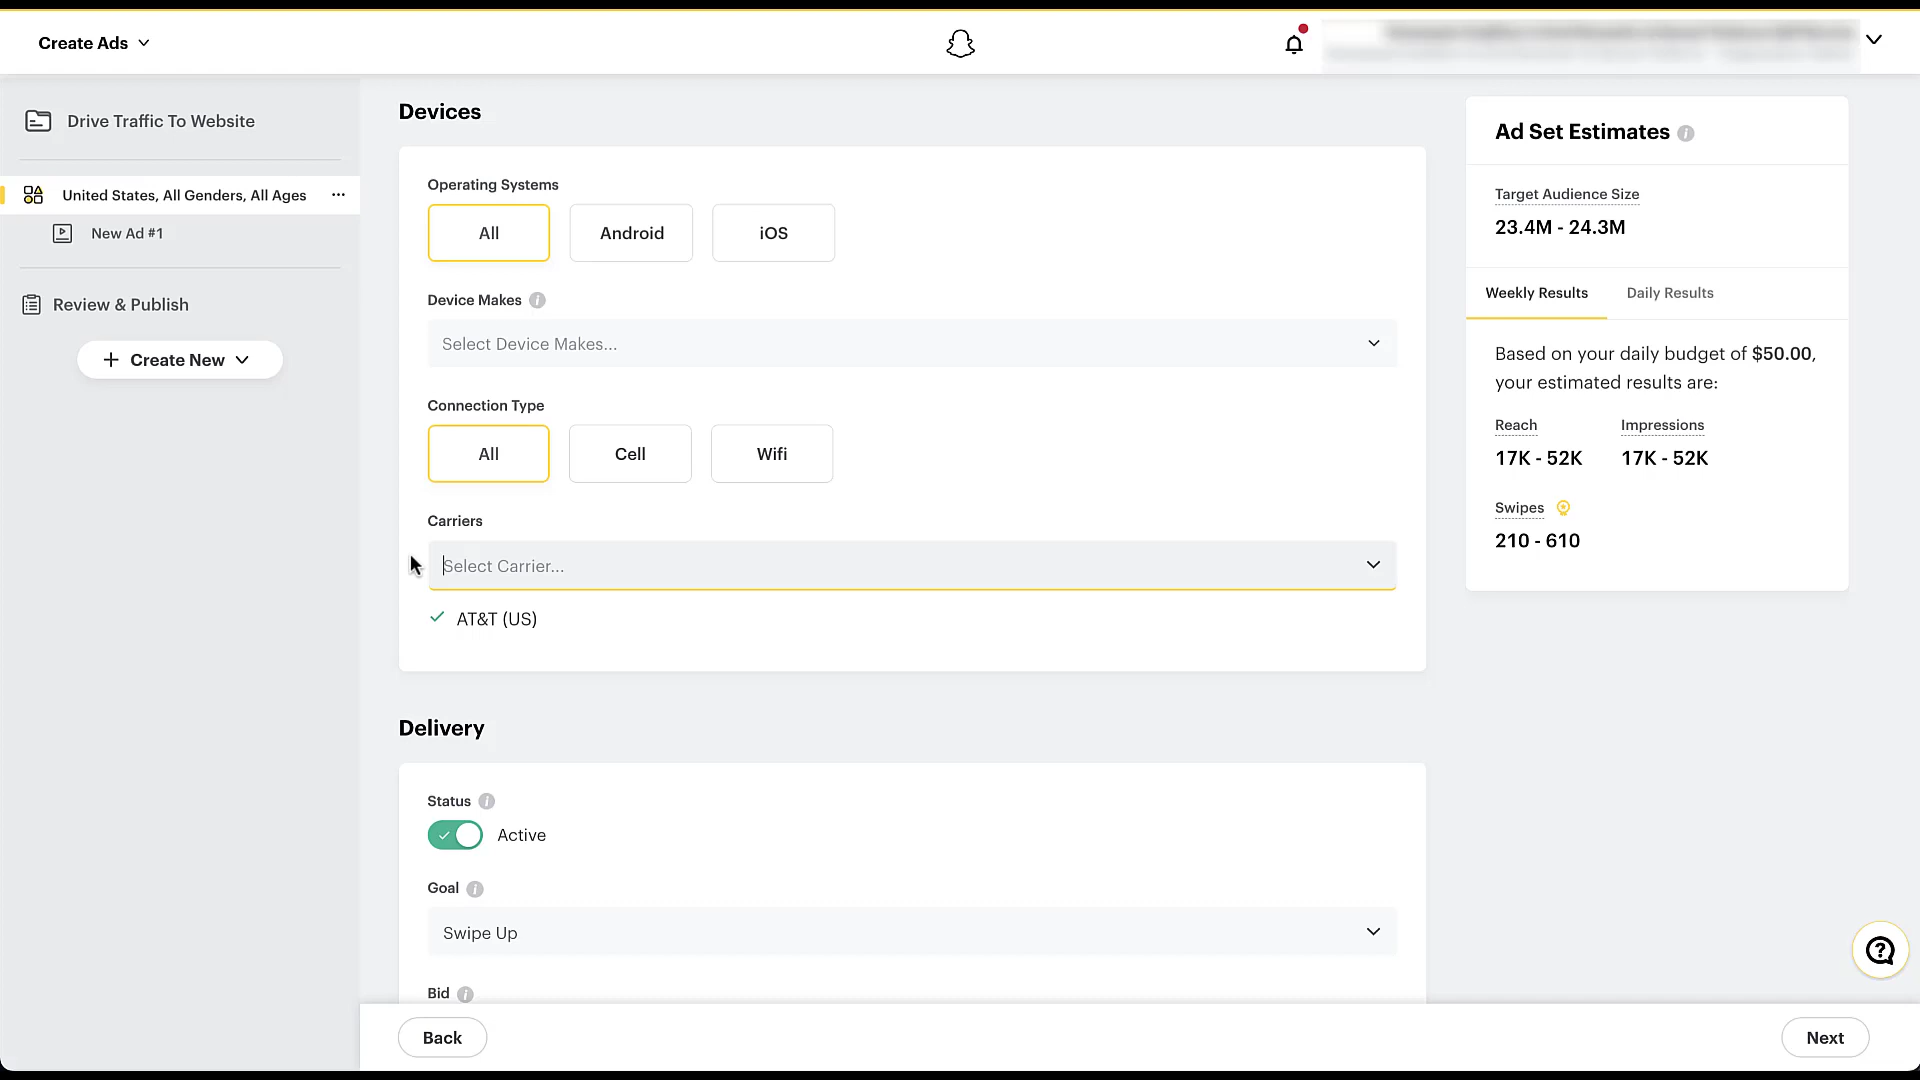 Create Ads
Drive Traffic To Website
United States, All Genders, All Ages
New Ad #1
Review & Publish
+ Create New
Devices
Operating Systems
All
Android
iOS
Device Makes
Select Device Makes...
Connection Type
All
Cell
Wifi
Carriers
Select Carrier...
AT&T (US)
Delivery
Status
Active
Goal
Swipe Up
Bid
Back
Next
Ad Set Estimates
Target Audience Size
23.4M - 24.3M
Weekly Results
Daily Results
Based on your daily budget of $50.00,
your estimated results are:
Reach
Impressions
17K - 52K
17K - 52K
Swipes
210 - 610